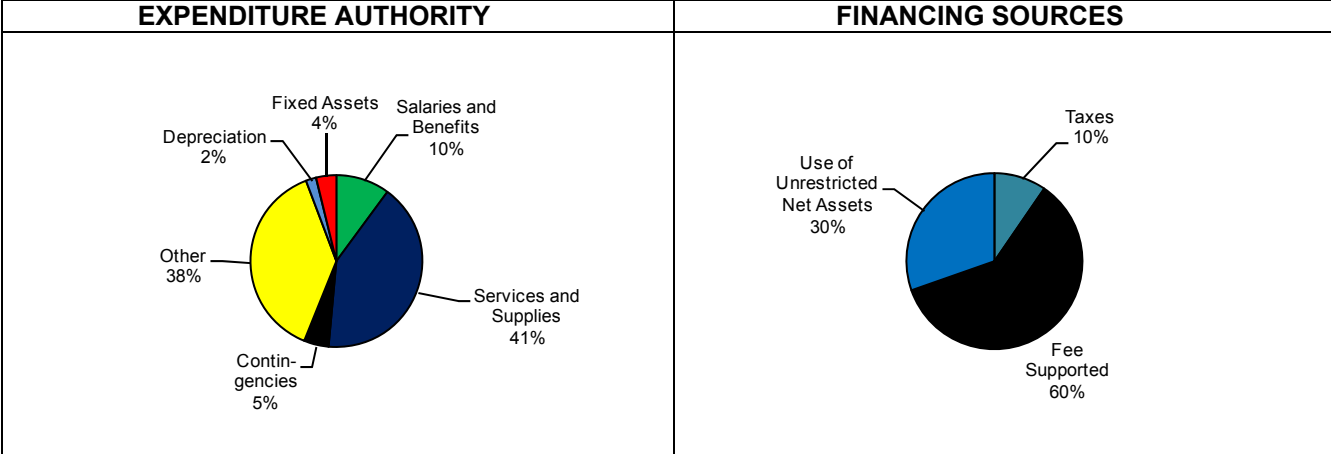 EXPENDITURE AUTHORITY
Fixed Assets
4%
Salaries and
Benefits
10%
Depreciation
2%
Other
38%
Services and
Supplies
41%
Contin-
gencies
5%
FINANCING SOURCES
Taxes
10%
Use of
Unrestricted
Net Assets
30%
Fee
Supported
60%